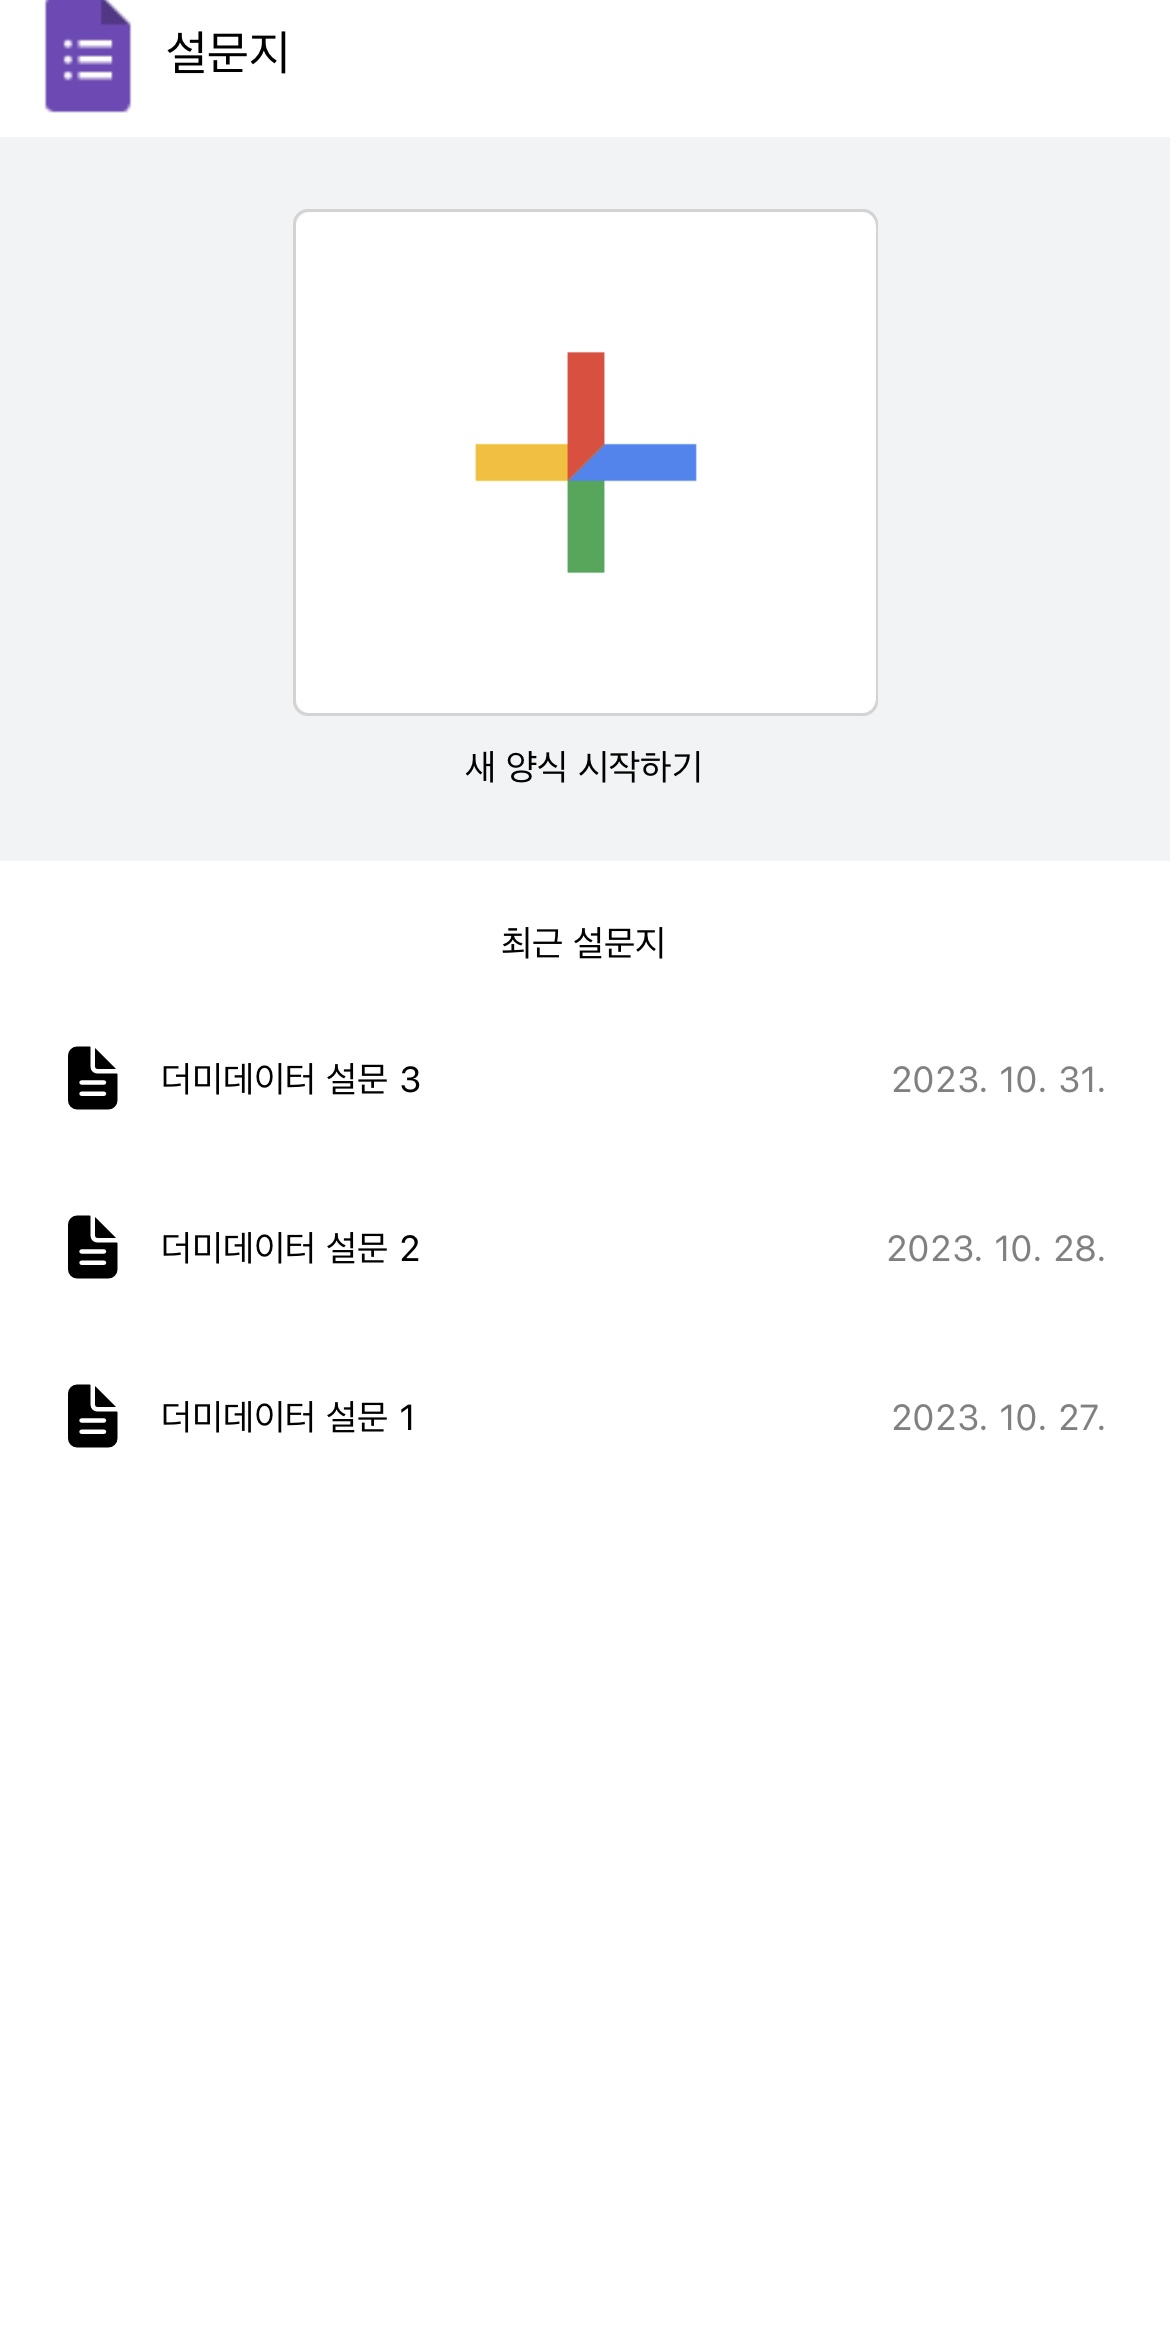 설문지
새 양식 시작하기
최근 설문지
더미데이터 설문 3 2023. 10. 31.
더미데이터 설문 2 2023. 10. 28.
더미데이터 설문 1 2023. 10. 27.